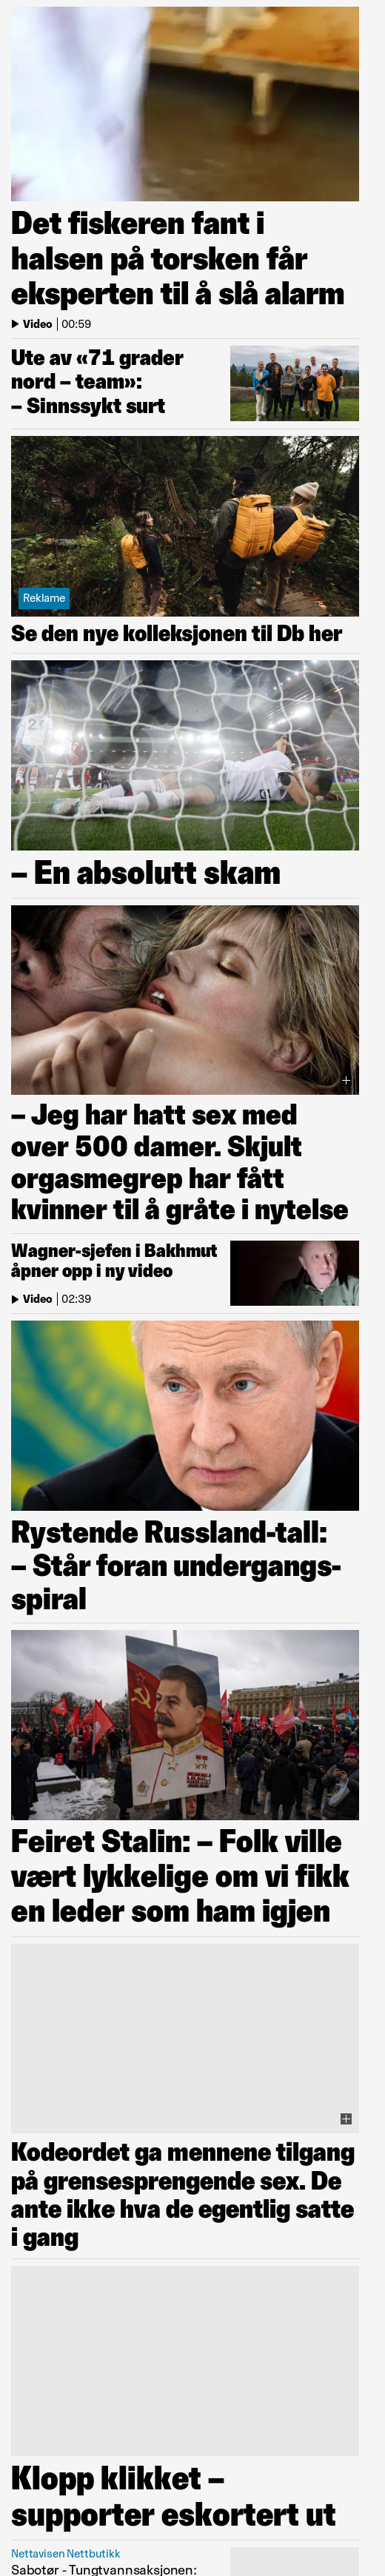 Det fiskeren fant i
halsen på torsken får
eksperten til å slå alarm
Video | 00:59
Ute av «71 grader
nord – team»:
– Sinnssykt surt
Reklame
Se den nye kolleksjonen til Db her
– En absolutt skam
– Jeg har hatt sex med
over 500 damer. Skjult
orgasmegrep har fått
kvinner til å gråte i nytelse
Wagner-sjefen i Bakhmut
åpner opp i ny video
Video | 02:39
Rystende Russland-tall:
– Står foran undergangs-
spiral
Feiret Stalin: – Folk ville
vært lykkelige om vi fikk
en leder som ham igjen
Kodeordet ga mennene tilgang
på grensesprengende sex. De
ante ikke hva de egentlig satte
i gang
Klopp klikket –
supporter eskortert ut
Nettavisen Nettbutikk
Sabotør - Tungtvannsaksjonen: